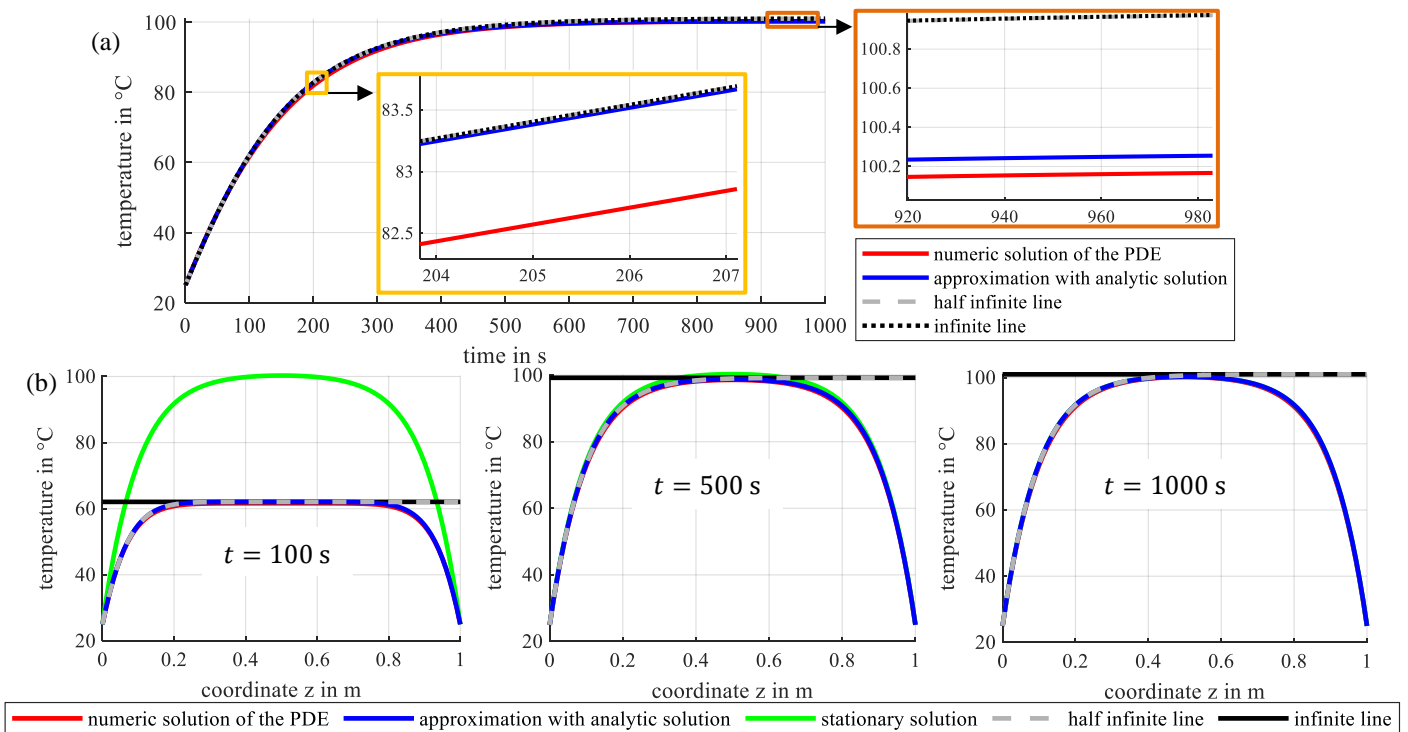 (a)
temperature in °C
100
80
60
40
20
0 100 200 300 400 500 600 700 800 900 1000
time in s
83.5
83
82.5
204 205 206 207
100.8
100.6
100.4
100.2
920 940 960 980
numeric solution of the PDE
approximation with analytic solution
half infinite line
infinite line
(b)
temperature in °C
100
80
60
40
20
t = 100 s
0 0.2 0.4 0.6 0.8 1
coordinate z in m
temperature in °C
100
80
60
40
20
t = 500 s
0 0.2 0.4 0.6 0.8 1
coordinate z in m
temperature in °C
100
80
60
40
20
t = 1000 s
0 0.2 0.4 0.6 0.8 1
coordinate z in m
numeric solution of the PDE approximation with analytic solution stationary solution half infinite line infinite line